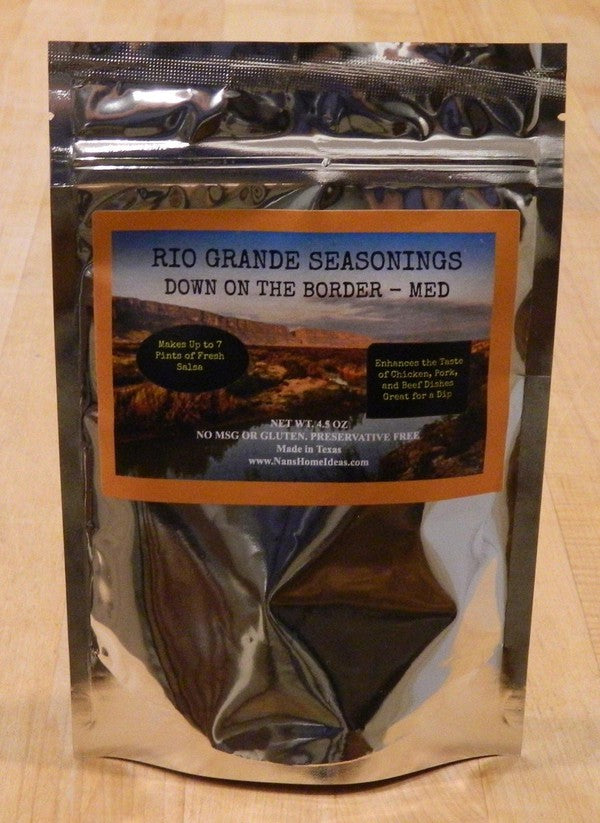 RIO GRANDE SEASONINGS
DOWN ON THE BORDER - MED
Makes Up to 7
Pints of Fresh
Salsa
Enhances the Taste
of Chicken, Pork,
and Beef Dishes
Great for a Dip
NET WT. 4.5 OZ
NO MSG OR GLUTEN, PRESERVATIVE FREE
Made in Texas
www.NansHomeIdeas.com